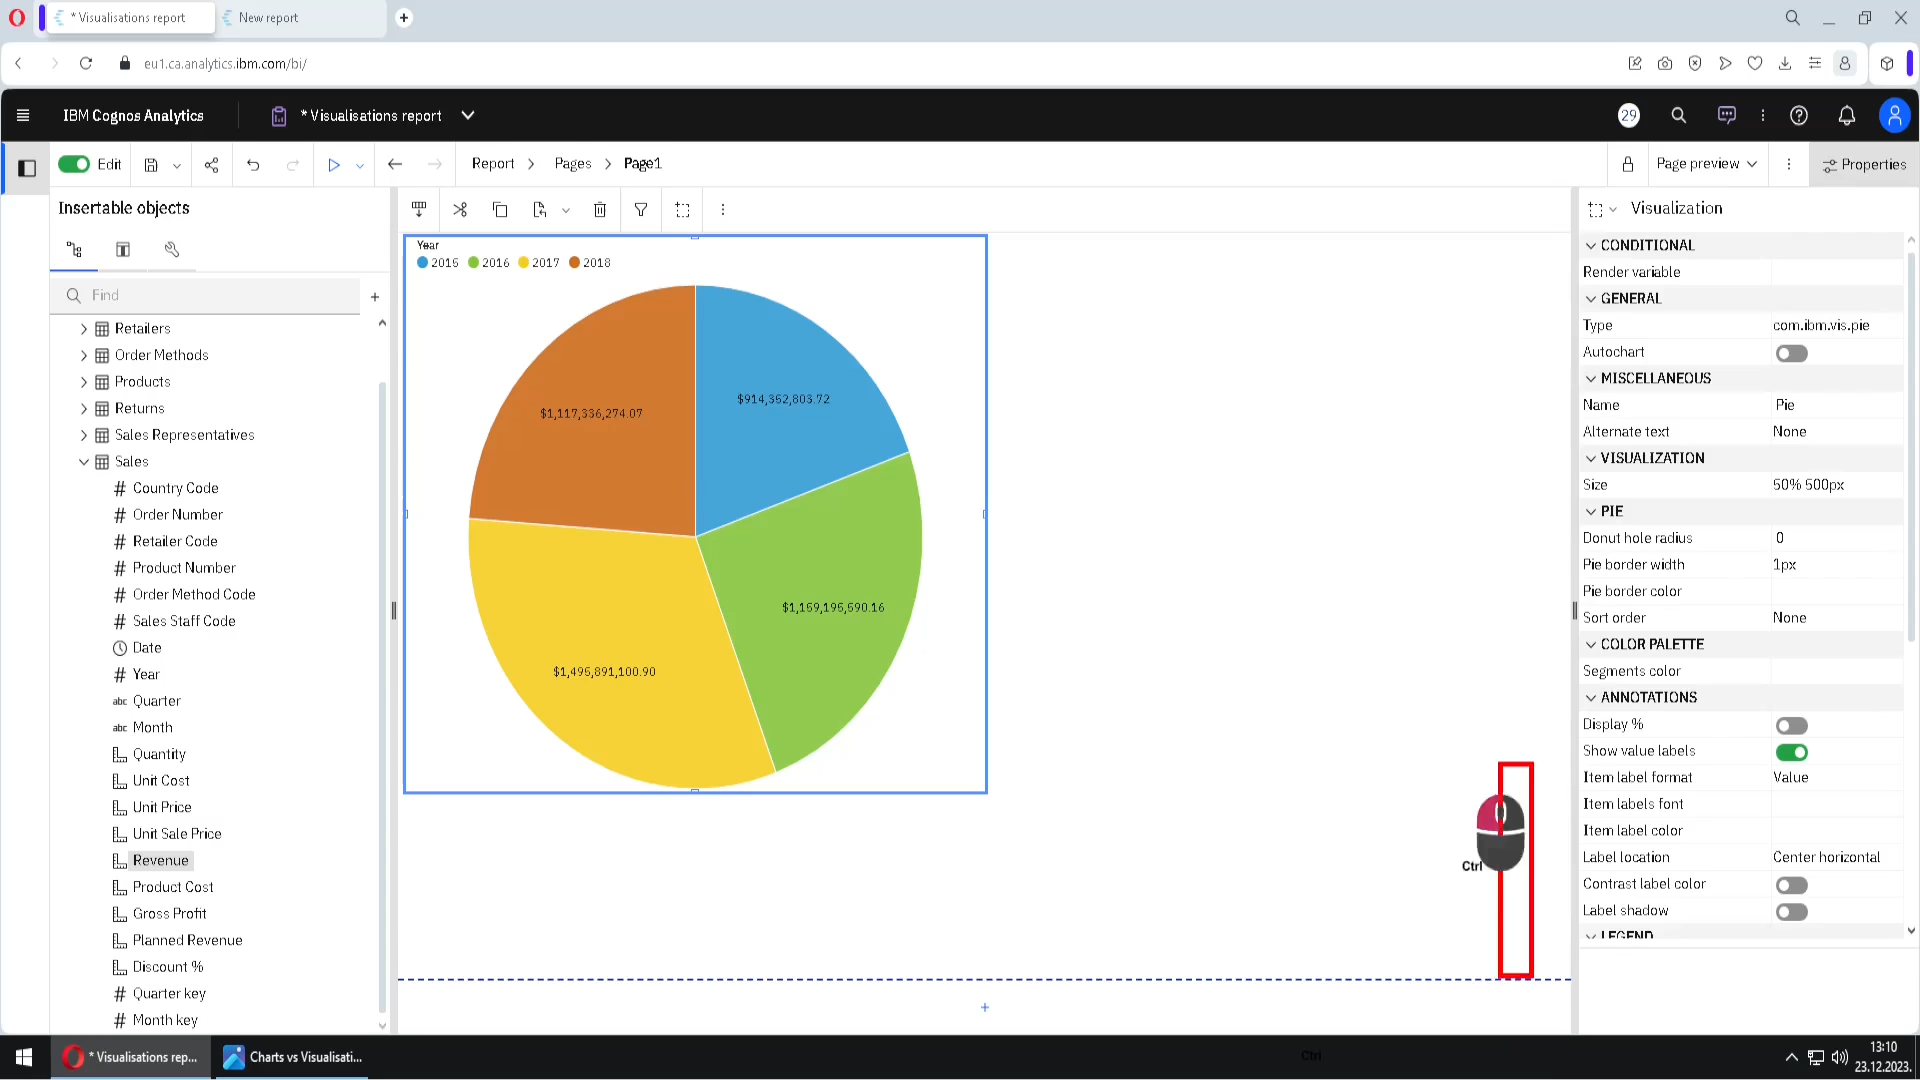 * Visualisations report
New report
eu1.ca.analytics.ibm.com/bi/
IBM Cognos Analytics
* Visualisations report
29
Edit
Report
Pages
Page1
Page preview
Properties
Insertable objects
Find
Retailers
Order Methods
Products
Returns
Sales Representatives
Sales
# Country Code
# Order Number
# Retailer Code
# Product Number
# Order Method Code
# Sales Staff Code
Date
# Year
abc Quarter
abc Month
Quantity
Unit Cost
Unit Price
Unit Sale Price
Revenue
Product Cost
Gross Profit
Planned Revenue
Discount %
# Quarter key
# Month key
Year
2015 2016 2017 2018
$1,117,336,274.07
$914,352,803.72
$1,159,195,590.16
$1,495,891,100.90
Ctrl
Visualization
CONDITIONAL
Render variable
GENERAL
Type com.ibm.vis.pie
Autochart
MISCELLANEOUS
Name Pie
Alternate text None
VISUALIZATION
Size 50% 500px
PIE
Donut hole radius 0
Pie border width 1px
Pie border color
Sort order None
COLOR PALETTE
Segments color
ANNOTATIONS
Display %
Show value labels
Item label format Value
Item labels font
Item label color
Label location Center horizontal
Contrast label color
Label shadow
LEGEND
* Visualisations rep...
Charts vs Visualisati...
Ctrl
13:10
23.12.2023.